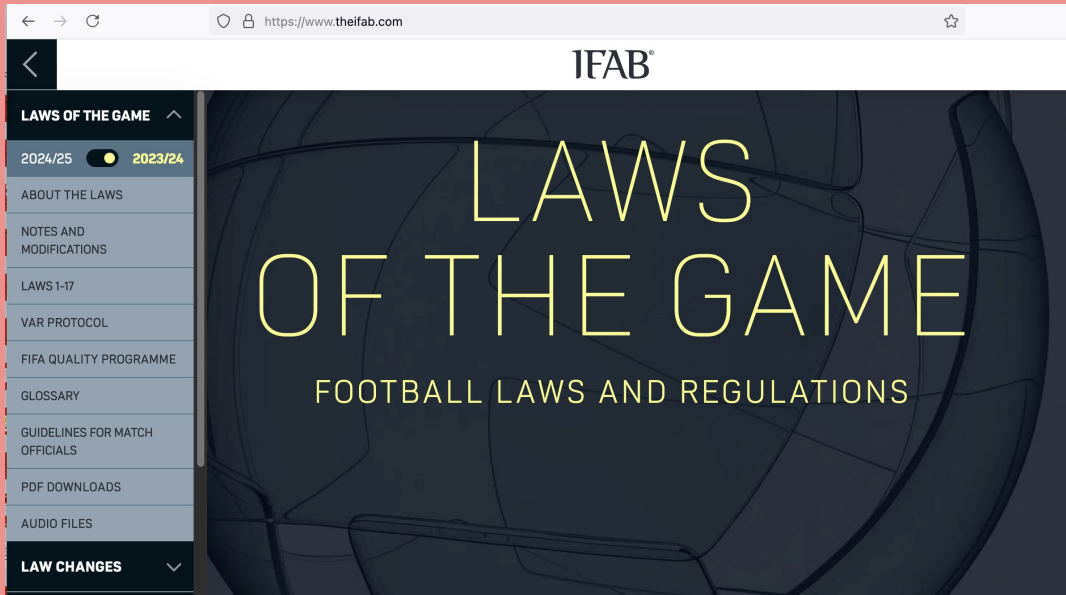 https://www.theifab.com
IFAB®
LAWS OF THE GAME
2024/25 2023/24
ABOUT THE LAWS
NOTES AND
MODIFICATIONS
LAWS 1-17
VAR PROTOCOL
FIFA QUALITY PROGRAMME
GLOSSARY
GUIDELINES FOR MATCH
OFFICIALS
PDF DOWNLOADS
AUDIO FILES
LAW CHANGES
LAWS
OF THE GAME
FOOTBALL LAWS AND REGULATIONS